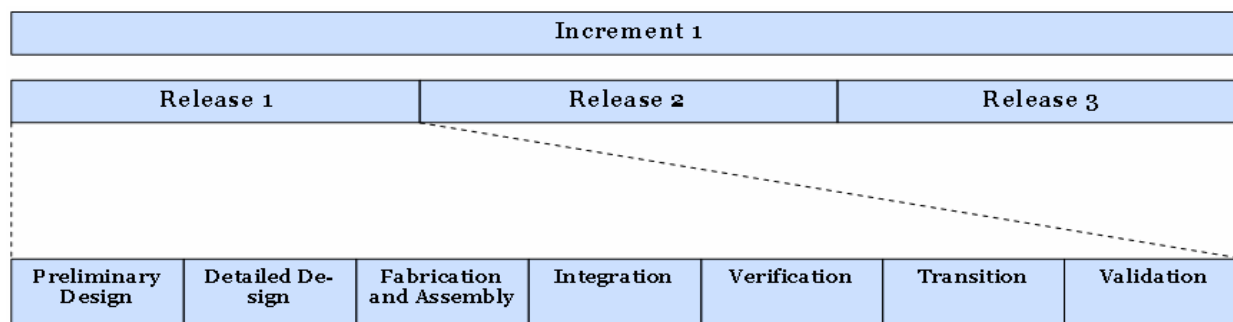 Increment 1
Release 1 Release 2 Release 3
Preliminary Detailed De- Fabrication Integration Verification Transition Validation
Design sign and Assembly